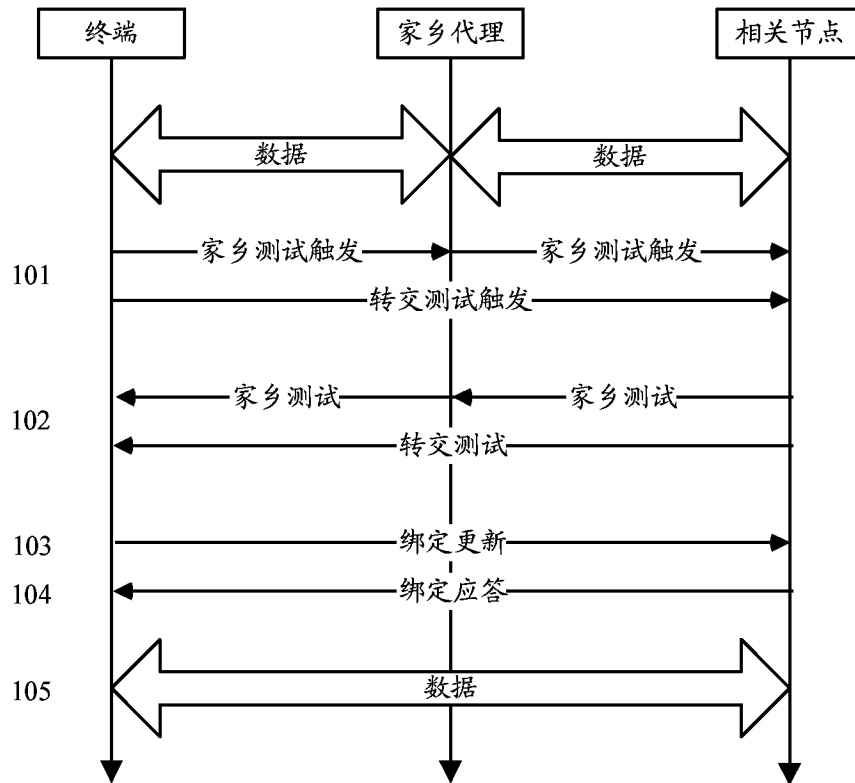 终端
家乡代理
相关节点
数据
数据
家乡测试触发
家乡测试触发
101
转交测试触发
家乡测试
家乡测试
102
转交测试
103
绑定更新
104
绑定应答
105
数据